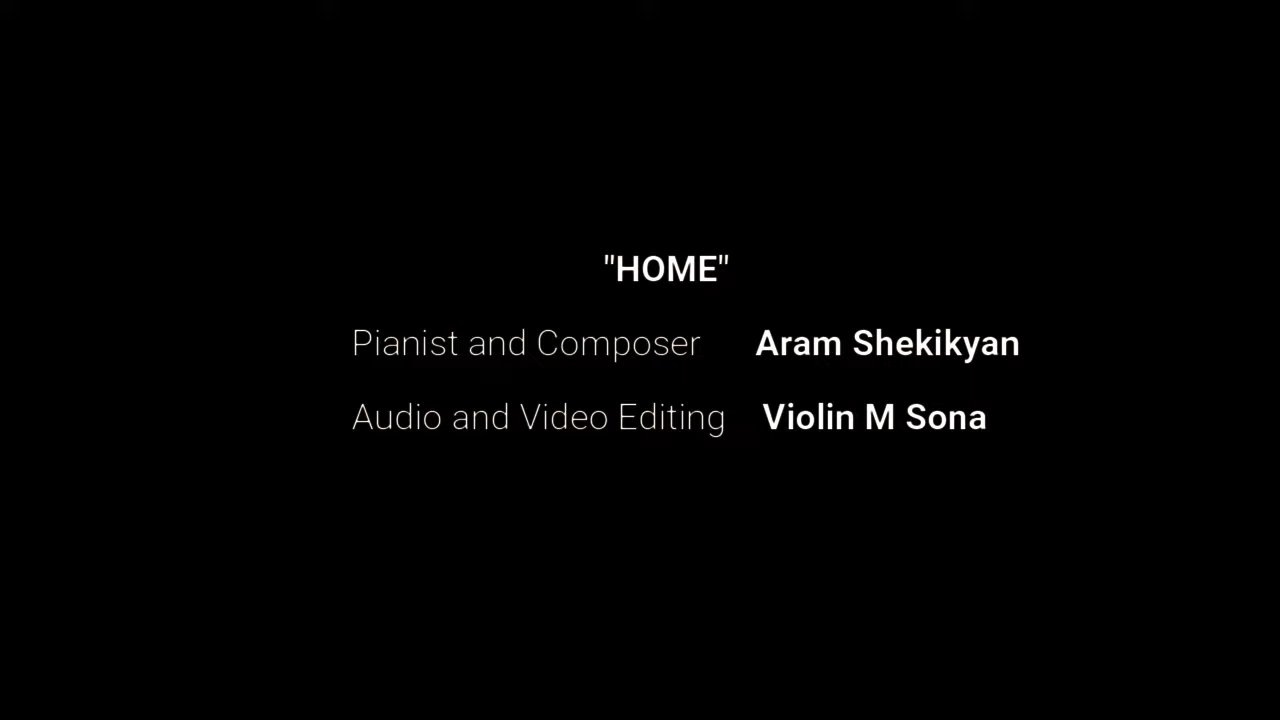 "HOME"
Pianist and Composer Aram Shekikyan
Audio and Video Editing Violin M Sona